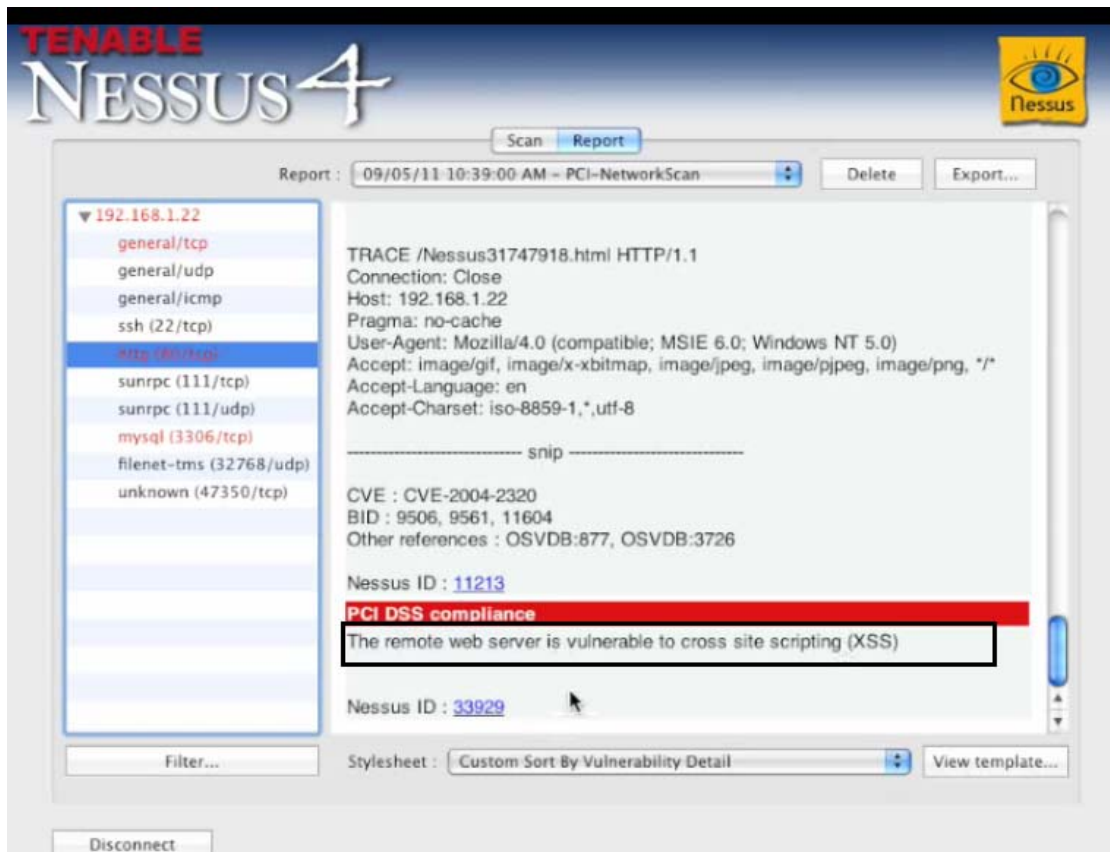 TENABLE
NESSUS 4
Nessus
Scan Report
Report : 09/05/11 10:39:00 AM - PCI-NetworkScan Delete Export...
192.168.1.22
general/tcp
general/udp
general/icmp
ssh (22/tcp)
http (80/tcp)
sunrpc (111/tcp)
sunrpc (111/udp)
mysql (3306/tcp)
filenet-tms (32768/udp)
unknown (47350/tcp)
TRACE /Nessus31747918.html HTTP/1.1
Connection: Close
Host: 192.168.1.22
Pragma: no-cache
User-Agent: Mozilla/4.0 (compatible; MSIE 6.0; Windows NT 5.0)
Accept: image/gif, image/x-xbitmap, image/jpeg, image/pjpeg, image/png, */*
Accept-Language: en
Accept-Charset: iso-8859-1,*,utf-8
------------------------------ snip ------------------------------
CVE : CVE-2004-2320
BID : 9506, 9561, 11604
Other references : OSVDB:877, OSVDB:3726
Nessus ID : 11213
PCI DSS compliance
The remote web server is vulnerable to cross site scripting (XSS)
Nessus ID : 33929
Filter... Stylesheet : Custom Sort By Vulnerability Detail View template...
Disconnect